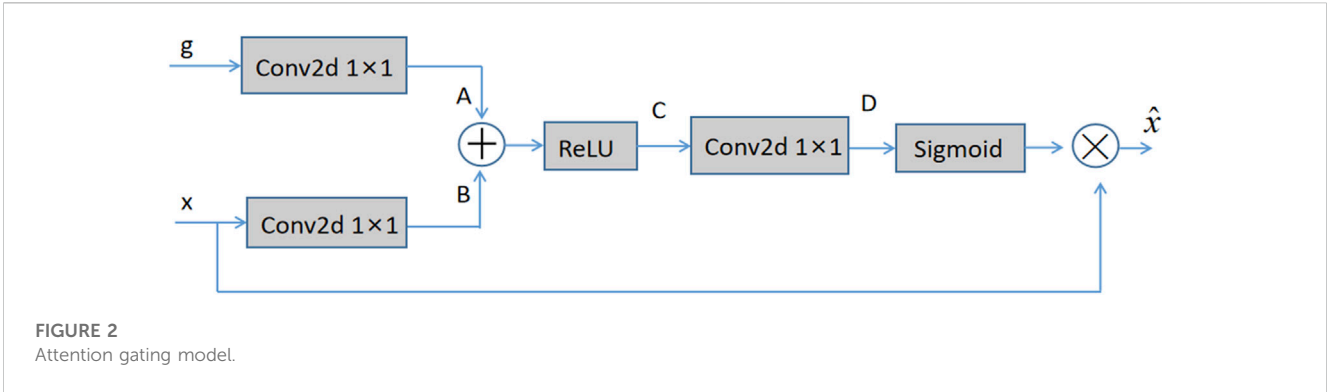 g
Conv2d 1×1
A
+
ReLU
C
Conv2d 1×1
D
Sigmoid
×
x̂
B
x
Conv2d 1×1
FIGURE 2
Attention gating model.